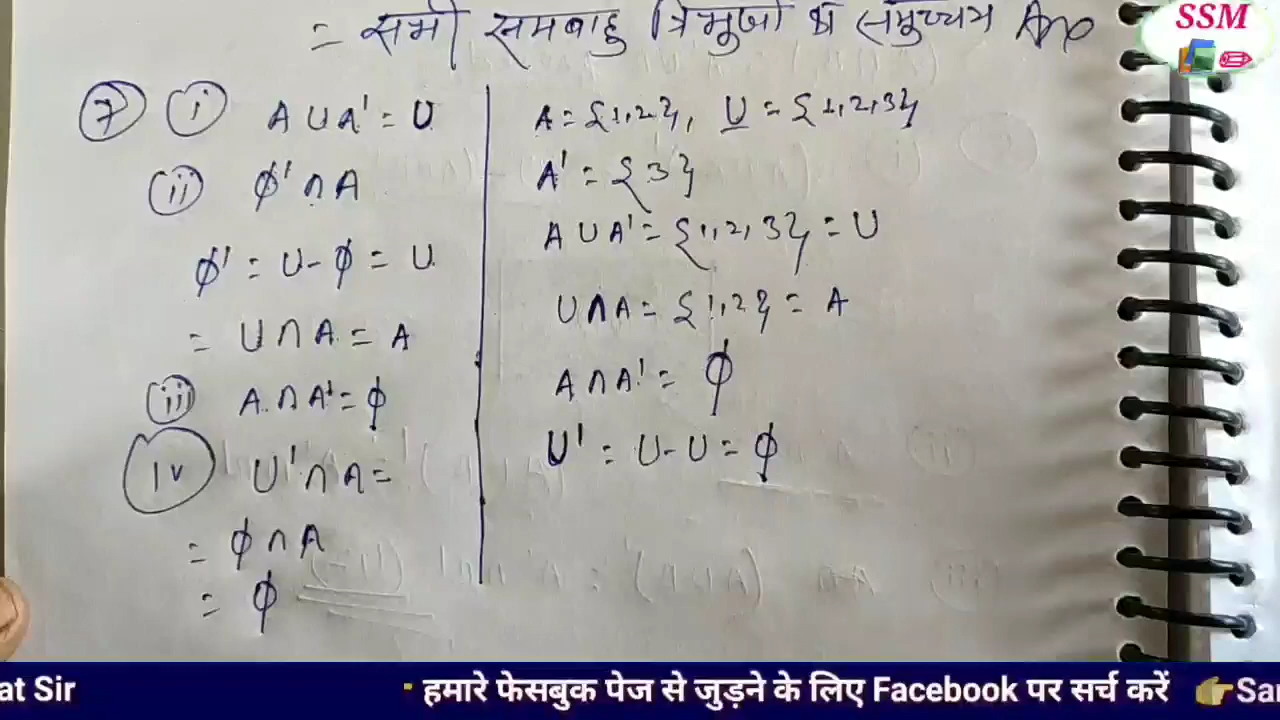 = सभी समबाहु त्रिभुजों का समुच्चय Ans
SSM
7 i A ∪ A' = U
ii φ' ∩ A
φ' = U - φ = U
= U ∩ A = A
iii A ∩ A' = φ
iv U' ∩ A =
= φ ∩ A
= φ
A = {1,2}, U = {1,2,3}
A' = {3}
A ∪ A' = {1,2,3} = U
U ∩ A = {1,2} = A
A ∩ A' = φ
U' = U - U = φ
at Sir
हमारे फेसबुक पेज से जुड़ने के लिए Facebook पर सर्च करें
Sar